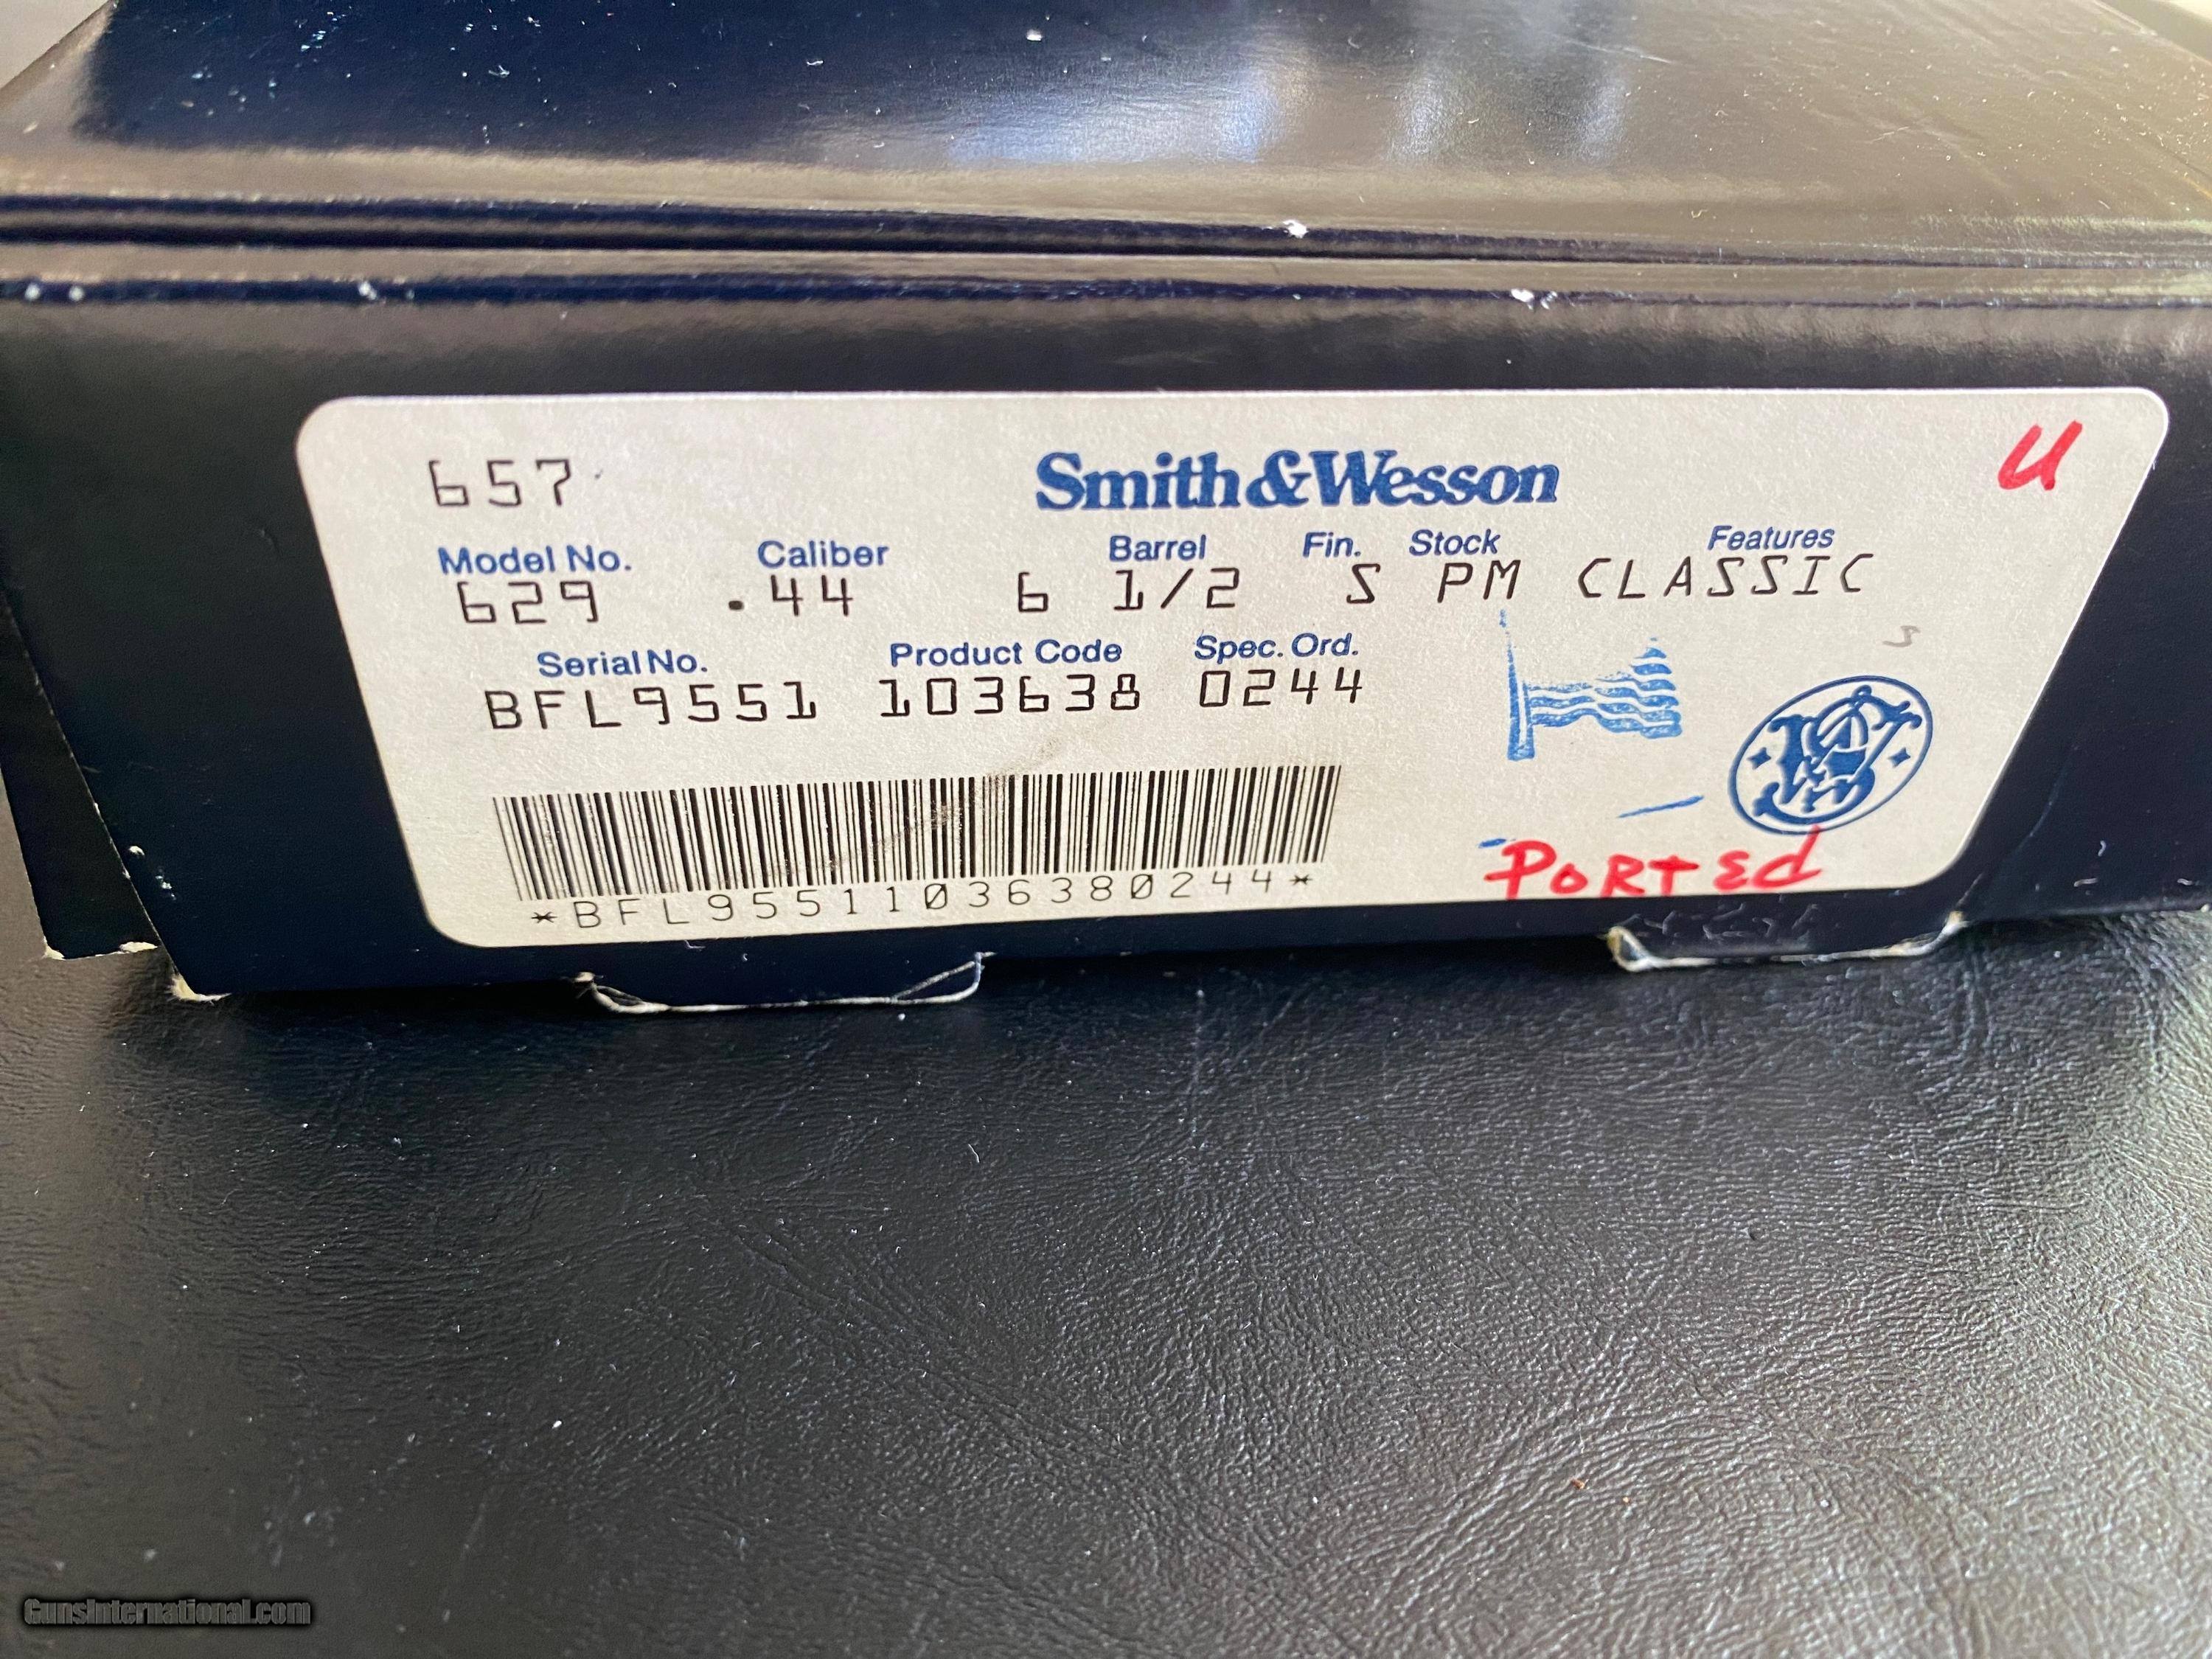 657
Smith & Wesson
U
Model No. Caliber Barrel Fin. Stock Features
629 .44 6 1/2 S PM CLASSIC
Serial No. Product Code Spec. Ord.
BFL9551 103638 0244
S&W
*BFL95511036380244*
PORTEd
GunsInternational.com